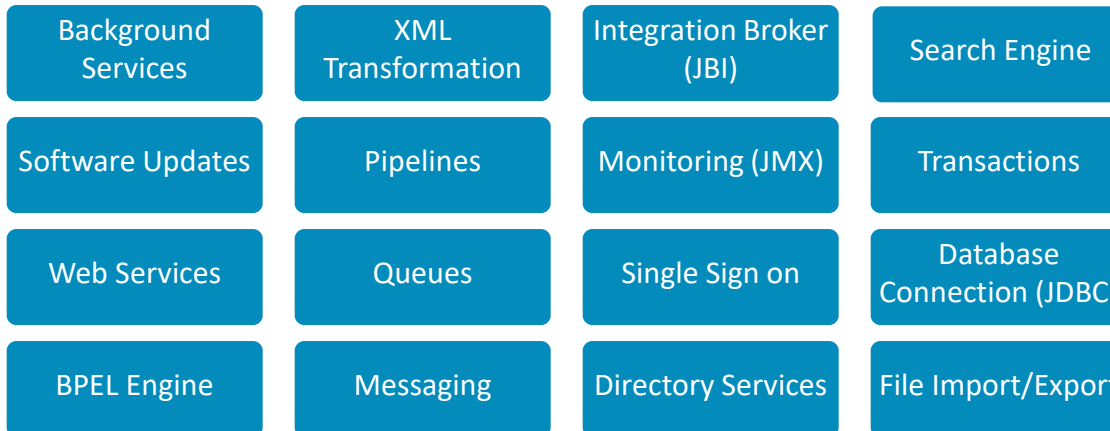 Background
Services
XML
Transformation
Integration Broker
(JBI)
Search Engine
Software Updates
Pipelines
Monitoring (JMX)
Transactions
Web Services
Queues
Single Sign on
Database
Connection (JDBC
BPEL Engine
Messaging
Directory Services
File Import/Export